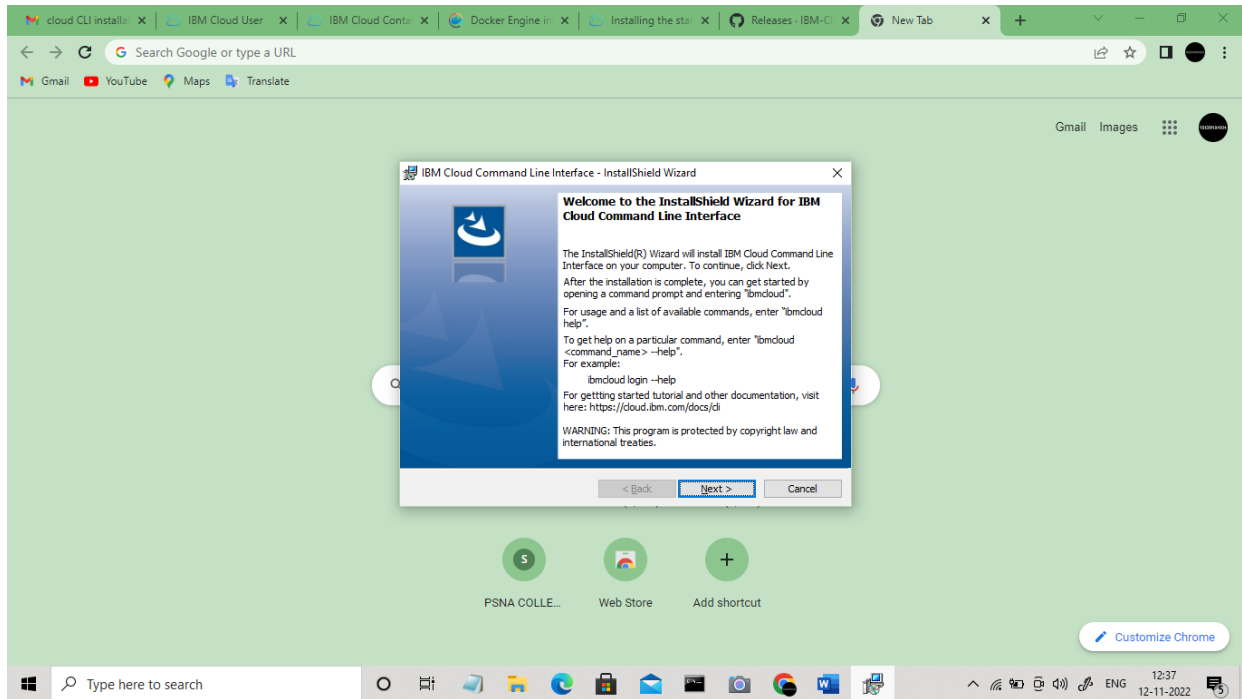 cloud CLI installat
IBM Cloud User
IBM Cloud Contai
Docker Engine in
Installing the sta
Releases · IBM-Cl
New Tab
G Search Google or type a URL
Gmail YouTube Maps Translate
Gmail Images
IBM Cloud Command Line Interface - InstallShield Wizard
Welcome to the InstallShield Wizard for IBM
Cloud Command Line Interface
The InstallShield(R) Wizard will install IBM Cloud Command Line
Interface on your computer. To continue, click Next.
After the installation is complete, you can get started by
opening a command prompt and entering "ibmcloud".
For usage and a list of available commands, enter "ibmcloud
help".
To get help on a particular command, enter "ibmcloud
<command_name> --help".
For example:
ibmcloud login --help
For gettting started tutorial and other documentation, visit
here: https://cloud.ibm.com/docs/cli
WARNING: This program is protected by copyright law and
international treaties.
< Back Next > Cancel
S
PSNA COLLE... Web Store Add shortcut
Customize Chrome
Type here to search
ENG
12:37
12-11-2022
5